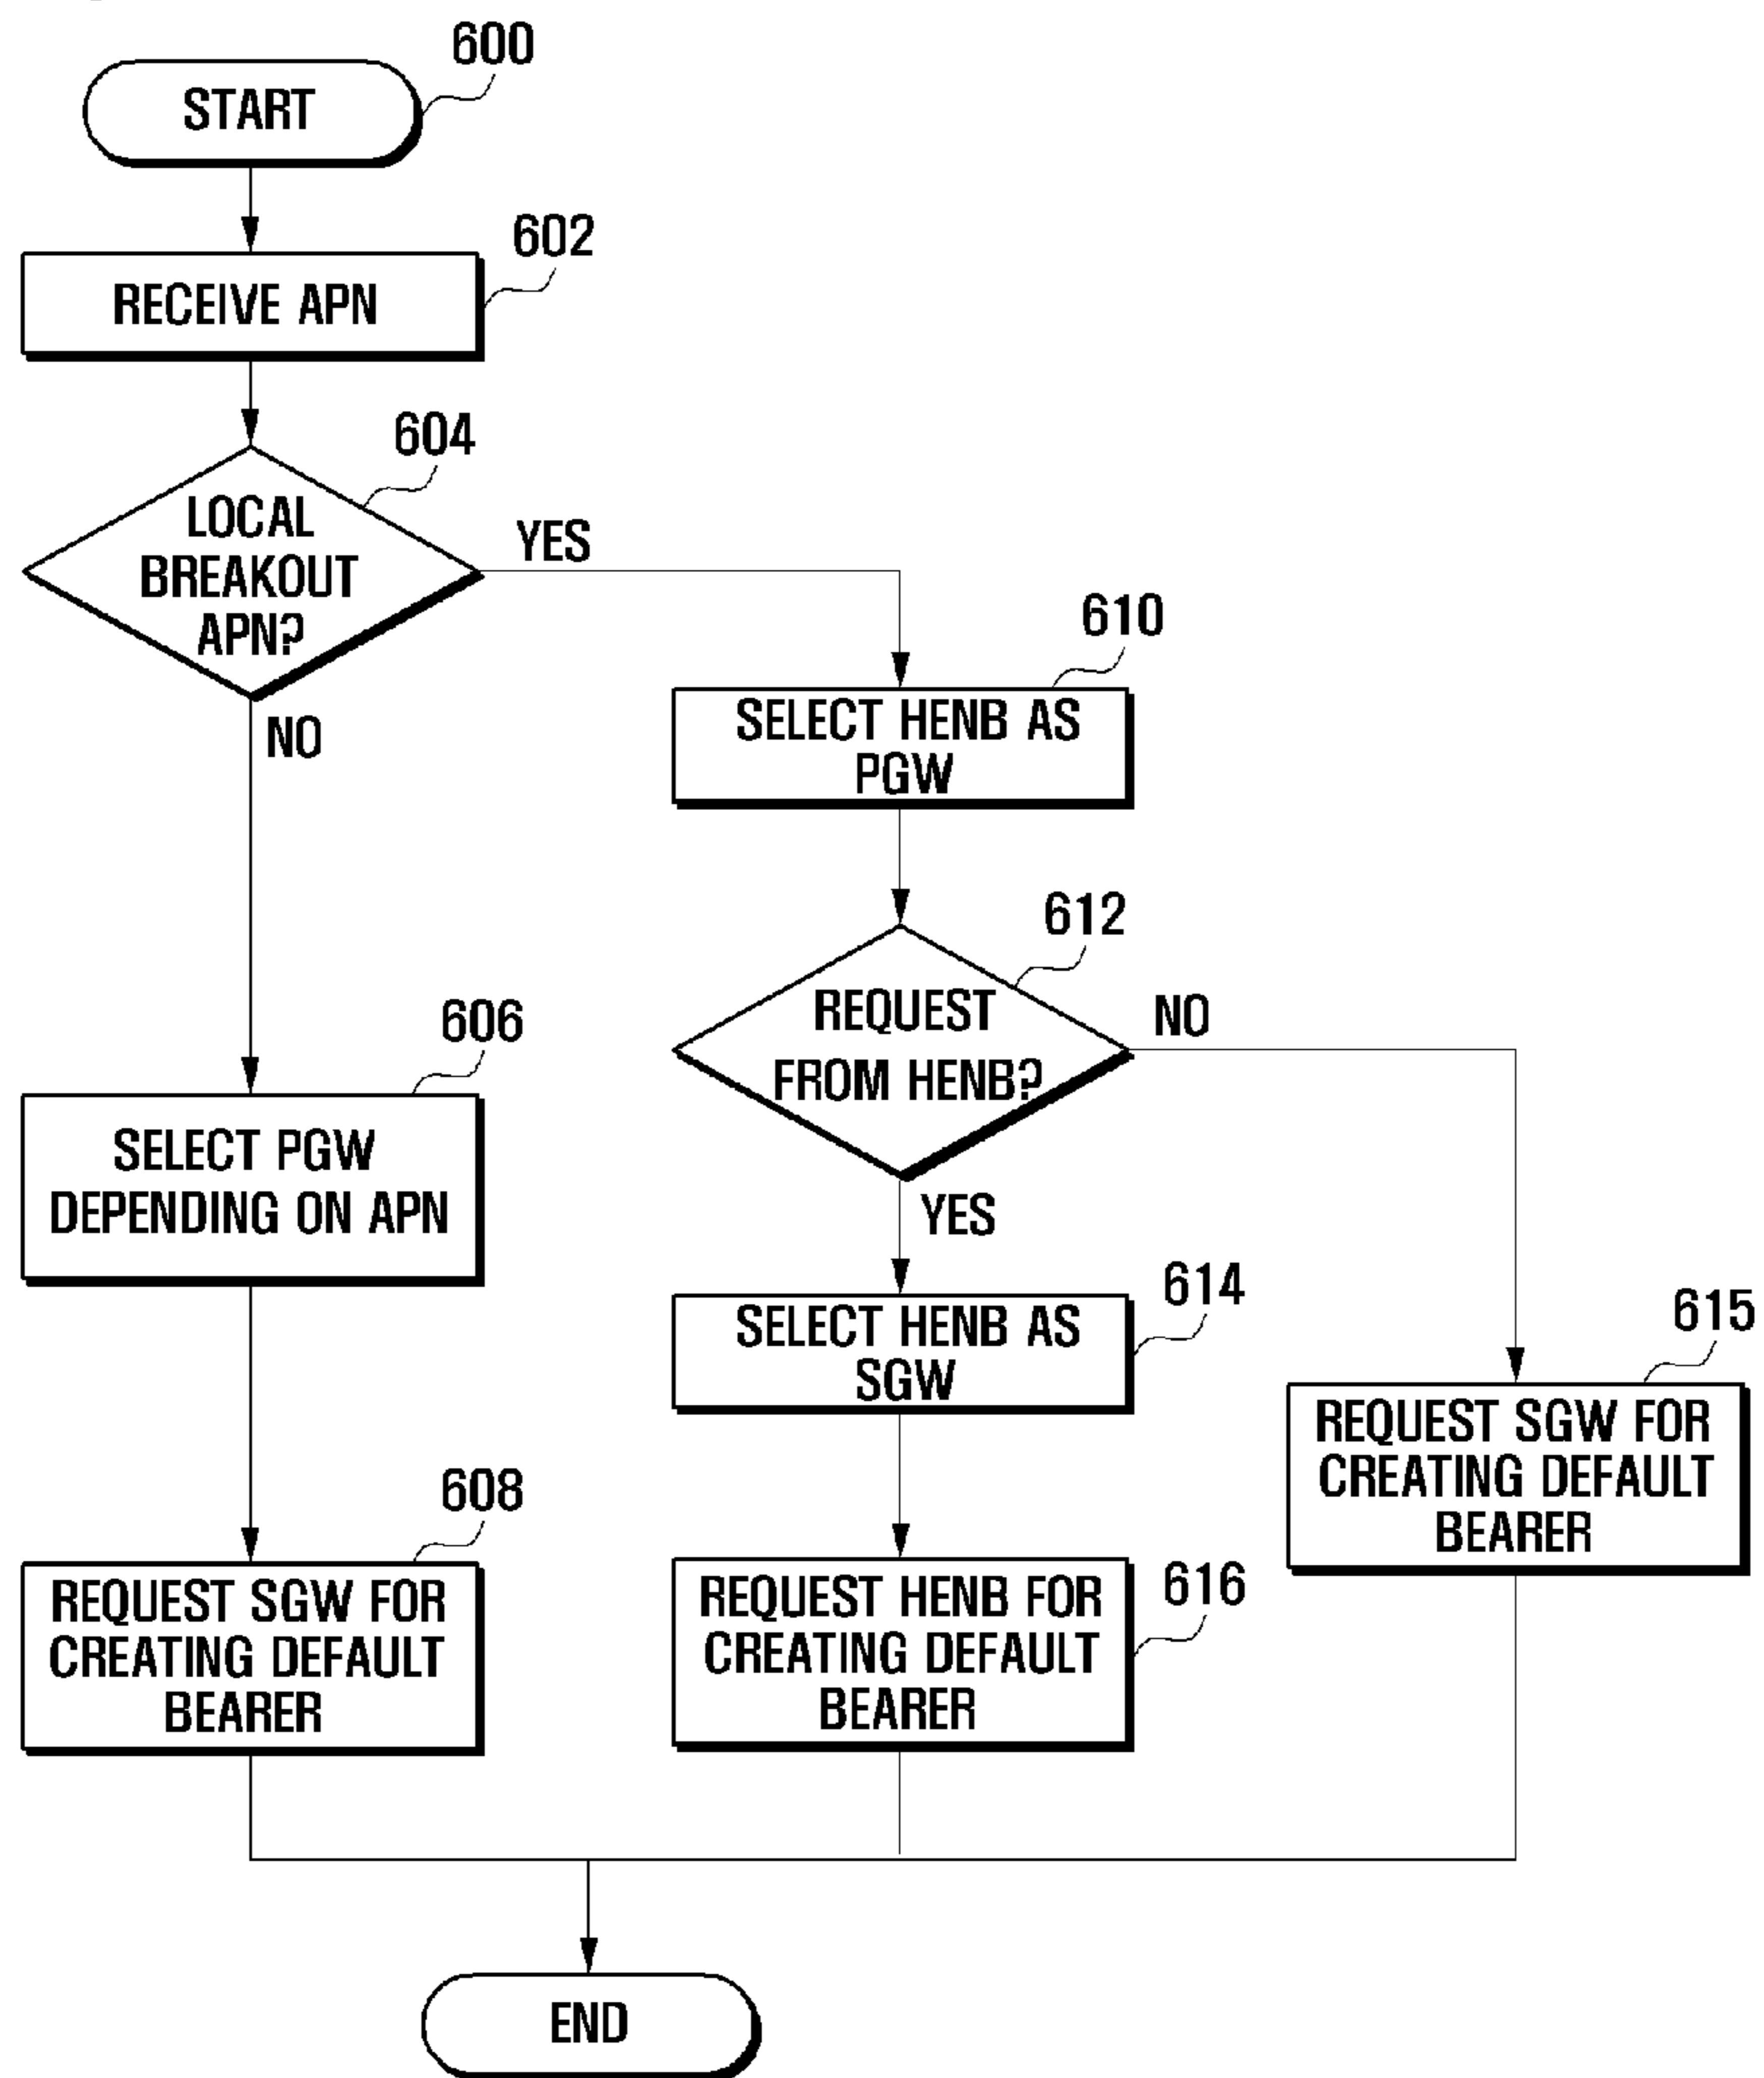 600
START
602
RECEIVE APN
604
LOCAL
BREAKOUT
APN?
YES
NO
610
SELECT HENB AS
PGW
612
REQUEST
FROM HENB?
NO
YES
606
SELECT PGW
DEPENDING ON APN
614
SELECT HENB AS
SGW
615
REQUEST SGW FOR
CREATING DEFAULT
BEARER
608
REQUEST SGW FOR
CREATING DEFAULT
BEARER
616
REQUEST HENB FOR
CREATING DEFAULT
BEARER
END